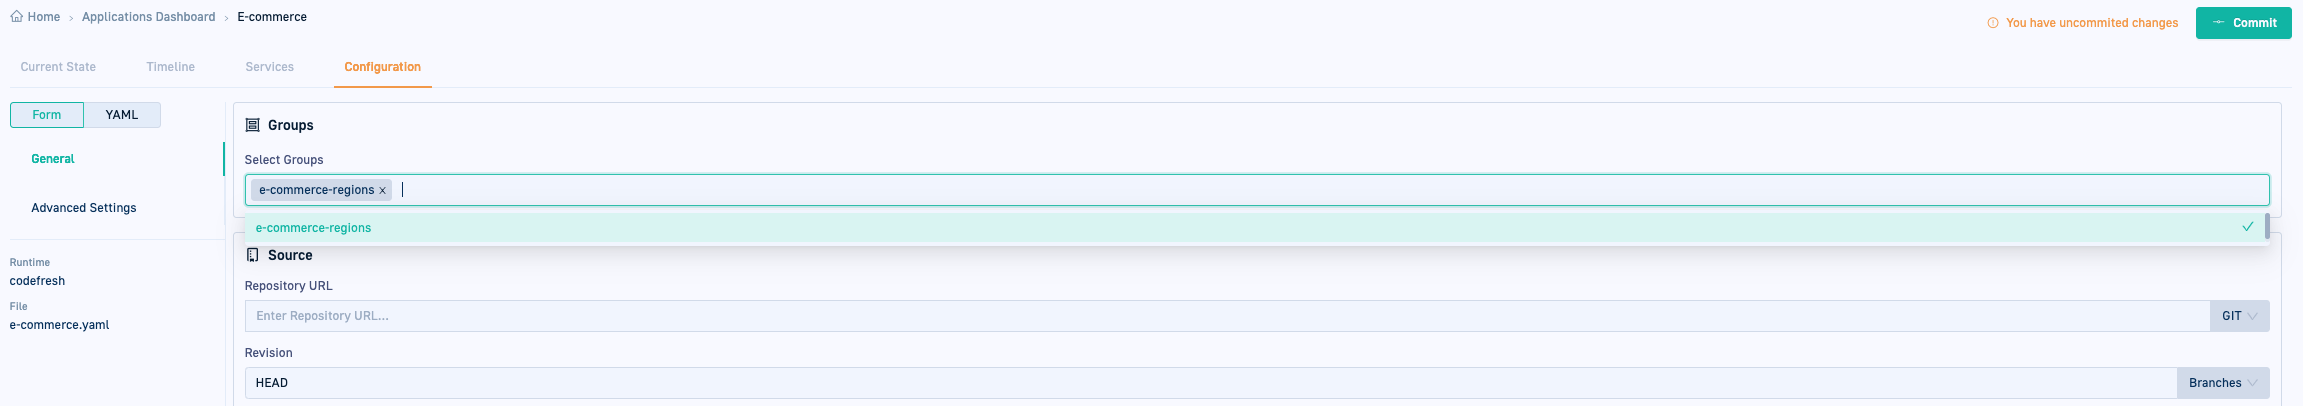 Home > Applications Dashboard > E-commerce
You have uncommited changes
Commit
Current State
Timeline
Services
Configuration
Form
YAML
General
Advanced Settings
Runtime
codefresh
File
e-commerce.yaml
Groups
Select Groups
e-commerce-regions x
e-commerce-regions
Source
Repository URL
Enter Repository URL...
GIT
Revision
HEAD
Branches